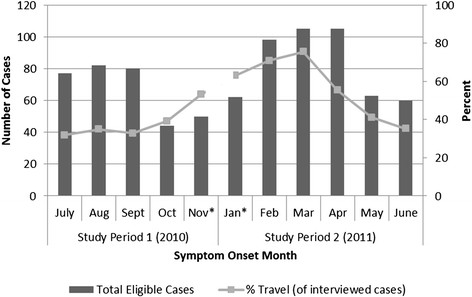 120
100
80
60
40
20
0
Number of Cases
100
80
60
40
20
0
Percent
July Aug Sept Oct Nov* Jan* Feb Mar Apr May June
Study Period 1 (2010) Study Period 2 (2011)
Symptom Onset Month
Total Eligible Cases % Travel (of interviewed cases)